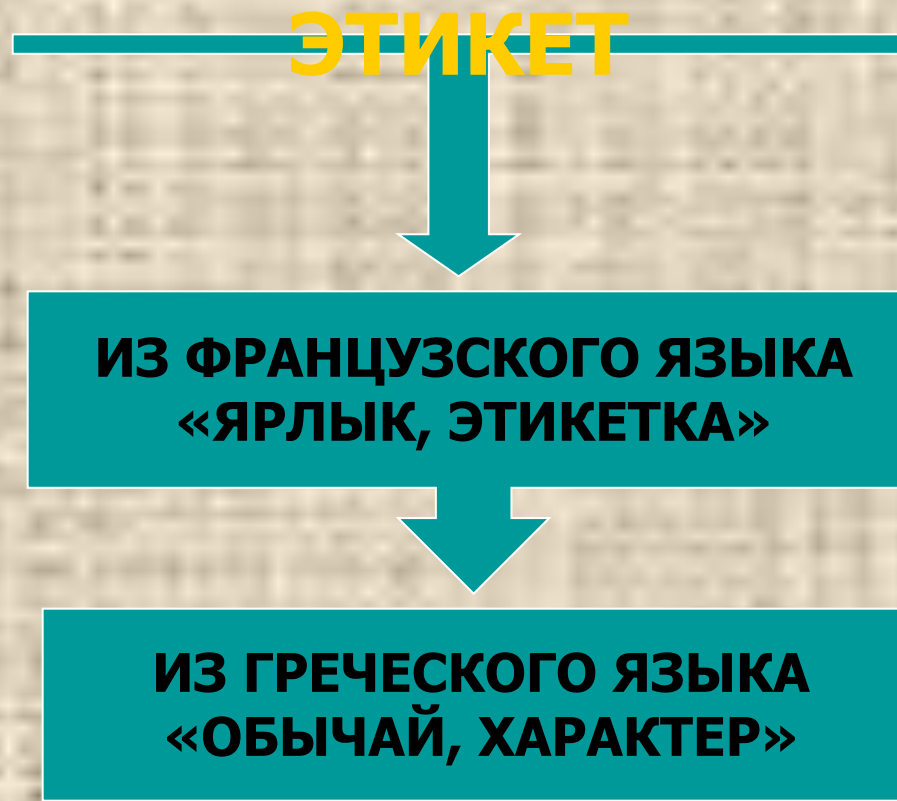 ЭТИКЕТ
ИЗ ФРАНЦУЗСКОГО ЯЗЫКА
«ЯРЛЫК, ЭТИКЕТКА»
ИЗ ГРЕЧЕСКОГО ЯЗЫКА
«ОБЫЧАЙ, ХАРАКТЕР»